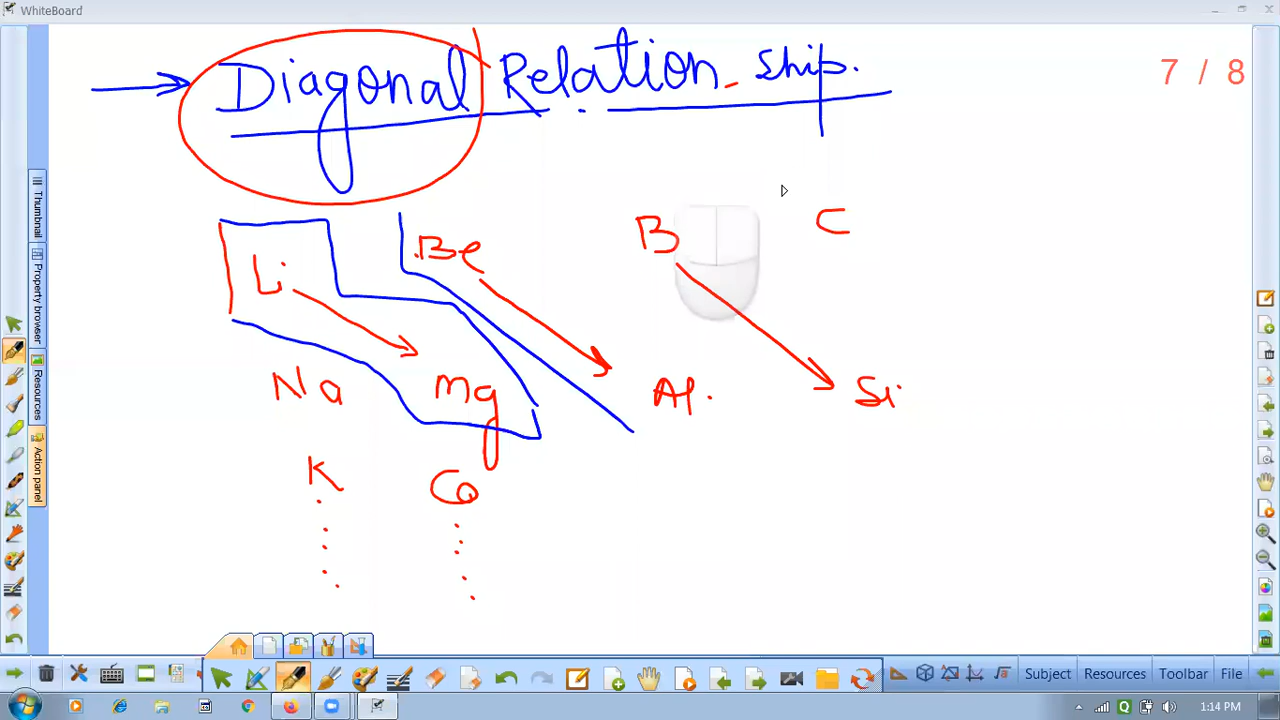 WhiteBoard
Diagonal Relation-ship.
7 / 8
Li Be B C
Na Mg Al. Si
K Ca
Thumbnail
Property browser
Resources
Action panel
Subject Resources Toolbar File
1:14 PM